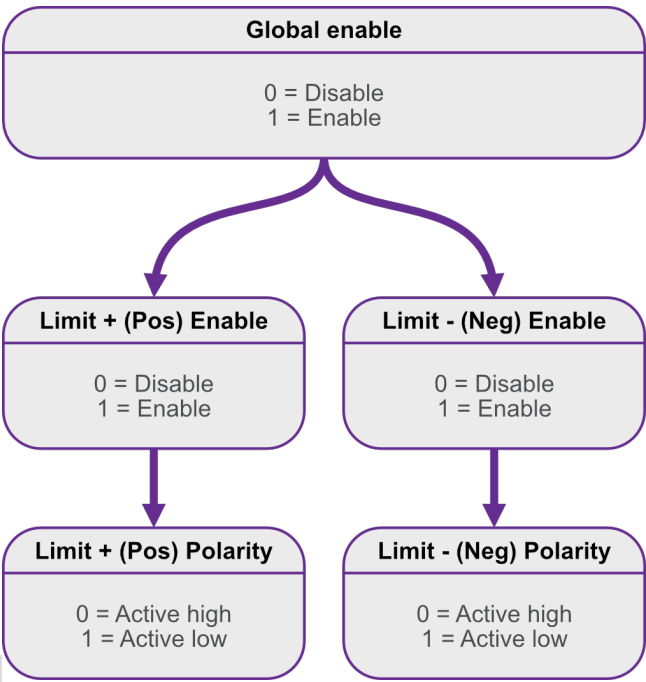 Global enable
0 = Disable
1 = Enable
Limit + (Pos) Enable
0 = Disable
1 = Enable
Limit - (Neg) Enable
0 = Disable
1 = Enable
Limit + (Pos) Polarity
0 = Active high
1 = Active low
Limit - (Neg) Polarity
0 = Active high
1 = Active low